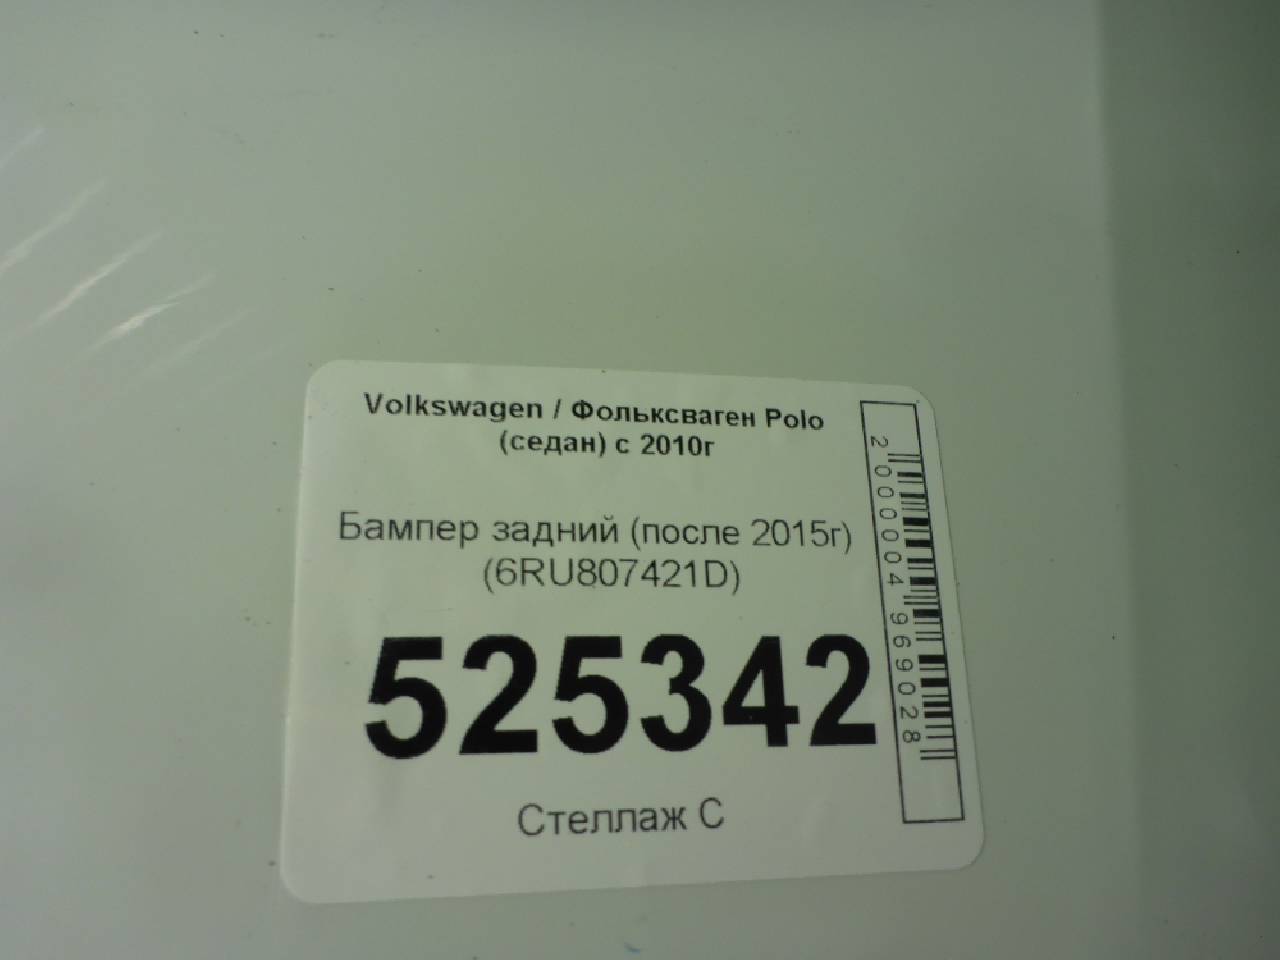 Volkswagen / Фольксваген Polo
(седан) с 2010г
Бампер задний (после 2015г)
(6RU807421D)
525342
Стеллаж С
2000004969028